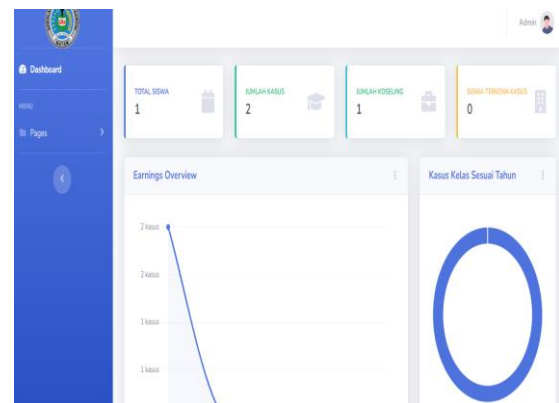 Admin
Dashboard
MENU
Pages
TOTAL SISWA
1
JUMLAH KASUS
2
JUMLAH KOSELING
1
SISWA TERKENA KASUS
0
Earnings Overview
Kasus Kelas Sesuai Tahun
2 kasus
2 kasus
1 kasus
1 kasus